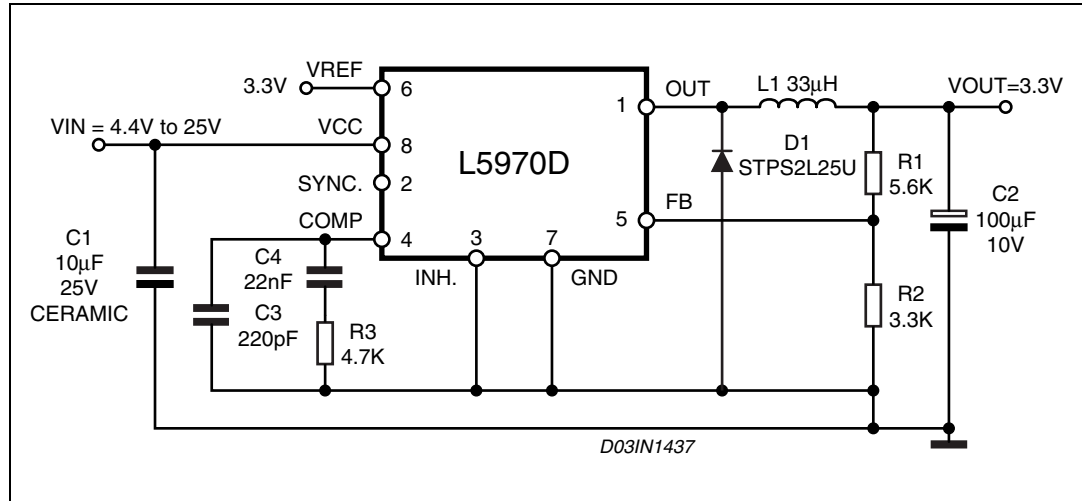 VREF
3.3V
6
VIN = 4.4V to 25V
VCC
8
SYNC.
2
COMP
4
L5970D
3
7
INH.
GND
1
OUT
5
FB
L1 33µH
VOUT=3.3V
D1
STPS2L25U
R1
5.6K
R2
3.3K
C2
100µF
10V
C1
10µF
25V
CERAMIC
C4
22nF
C3
220pF
R3
4.7K
D03IN1437